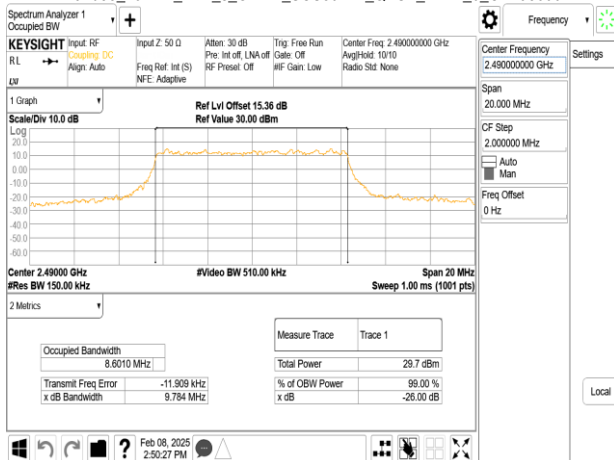 Spectrum Analyzer 1
Occupied BW
+
Frequency
KEYSIGHT
RL
LXI
Input: RF
Coupling: DC
Align: Auto
Input Z: 50 Ω
Freq Ref: Int (S)
NFE: Adaptive
Atten: 30 dB
Pre: Int off, LNA off
RF Presel: Off
Trig: Free Run
Gate: Off
#IF Gain: Low
Center Freq: 2.490000000 GHz
Avg|Hold: 10/10
Radio Std: None
Center Frequency
2.490000000 GHz
Settings
Span
20.000 MHz
CF Step
2.000000 MHz
Auto
Man
Freq Offset
0 Hz
Local
1 Graph
Scale/Div 10.0 dB
Ref Lvl Offset 15.36 dB
Ref Value 30.00 dBm
Log
20.0
10.0
0.00
-10.0
-20.0
-30.0
-40.0
-50.0
-60.0
Center 2.49000 GHz
#Video BW 510.00 kHz
Span 20 MHz
#Res BW 150.00 kHz
Sweep 1.00 ms (1001 pts)
2 Metrics
Measure Trace Trace 1
Occupied Bandwidth
8.6010 MHz
Total Power 29.7 dBm
Transmit Freq Error -11.909 kHz
% of OBW Power 99.00 %
x dB Bandwidth 9.784 MHz
x dB -26.00 dB
?
Feb 08, 2025
2:50:27 PM